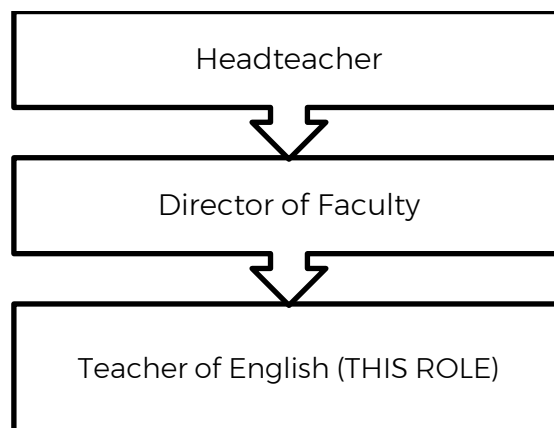 Headteacher
Director of Faculty
Teacher of English (THIS ROLE)